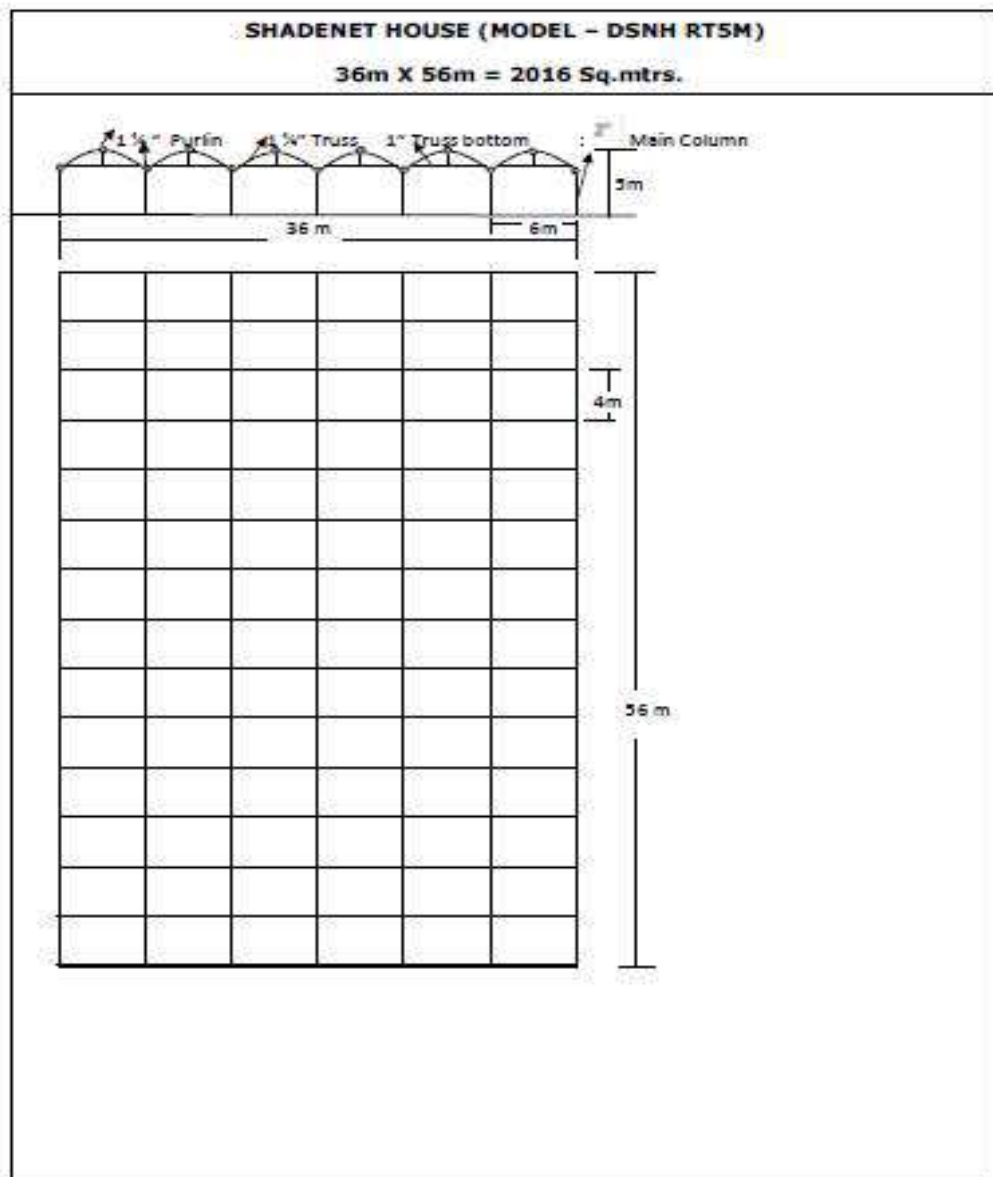 SHADENET HOUSE (MODEL – DSNH RT5M)
36m X 56m = 2016 Sq.mtrs.
Purlin Truss 1" Truss bottom : 2" Main Column
5m
36 m
6m
4m
56 m